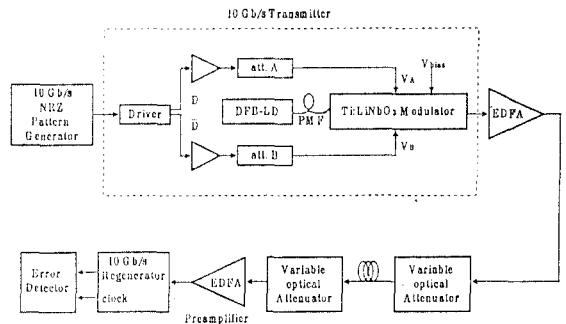 10 Gb/s Transmitter
10 Gb/s
NRZ
Pattern
Generator
Driver
D
D̄
att. A
att. B
DFB-LD
PMF
Ti:LiNbO₃ Modulator
V_A
V_bias
V_B
EDFA
Error
Detector
10 Gb/s
Regenerator
clock
EDFA
Preamplifier
Variable
optical
Attenuator
Variable
optical
Attenuator